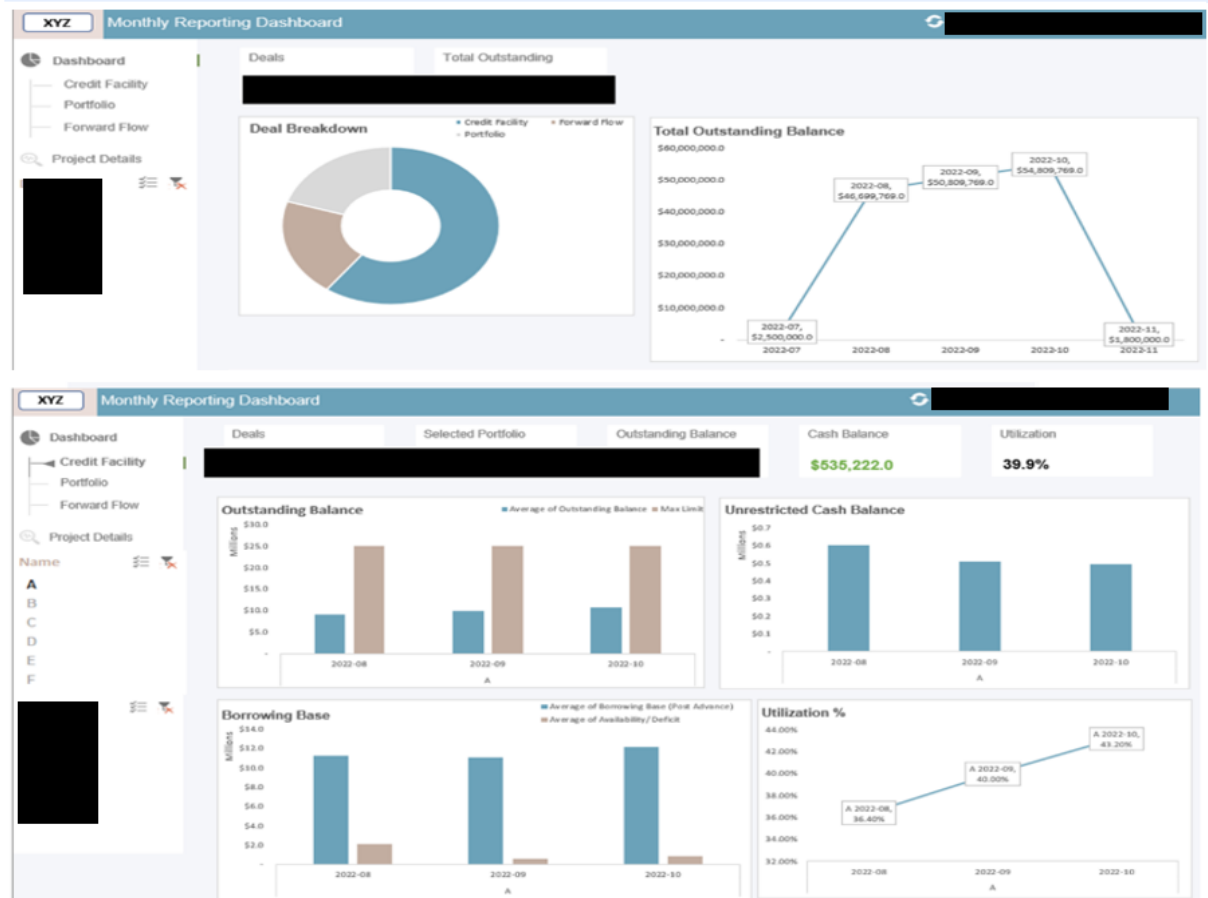 XYZ Monthly Reporting Dashboard
Dashboard
Credit Facility
Portfolio
Forward Flow
Project Details
Deals
Total Outstanding
Deal Breakdown
Credit Facility
Forward Flow
Portfolio
Total Outstanding Balance
$60,000,000.0
$50,000,000.0
$40,000,000.0
$30,000,000.0
$20,000,000.0
$10,000,000.0
-
2022-07,
$2,500,000.0
2022-08,
$46,699,769.0
2022-09,
$50,809,769.0
2022-10,
$54,809,769.0
2022-11,
$1,800,000.0
2022-07 2022-08 2022-09 2022-10 2022-11
XYZ Monthly Reporting Dashboard
Dashboard
Credit Facility
Portfolio
Forward Flow
Project Details
Name
A
B
C
D
E
F
Deals
Selected Portfolio
Outstanding Balance
Cash Balance
$535,222.0
Utilization
39.9%
Outstanding Balance
Average of Outstanding Balance Max Limit
Millions
$30.0
$25.0
$20.0
$15.0
$10.0
$5.0
-
2022-08 2022-09 2022-10
A
Unrestricted Cash Balance
Millions
$0.7
$0.6
$0.5
$0.4
$0.3
$0.2
$0.1
-
2022-08 2022-09 2022-10
A
Borrowing Base
Average of Borrowing Base (Post Advance)
Average of Availability/ Deficit
Millions
$14.0
$12.0
$10.0
$8.0
$6.0
$4.0
$2.0
-
2022-08 2022-09 2022-10
A
Utilization %
44.00%
42.00%
40.00%
38.00%
36.00%
34.00%
32.00%
A 2022-08,
36.40%
A 2022-09,
40.00%
A 2022-10,
43.20%
2022-08 2022-09 2022-10
A